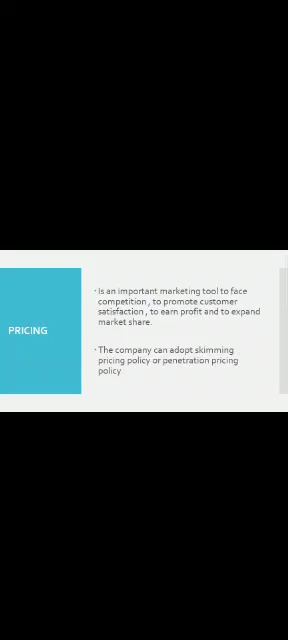 PRICING
· Is an important marketing tool to face
competition , to promote customer
satisfaction , to earn profit and to expand
market share.
· The company can adopt skimming
pricing policy or penetration pricing
policy